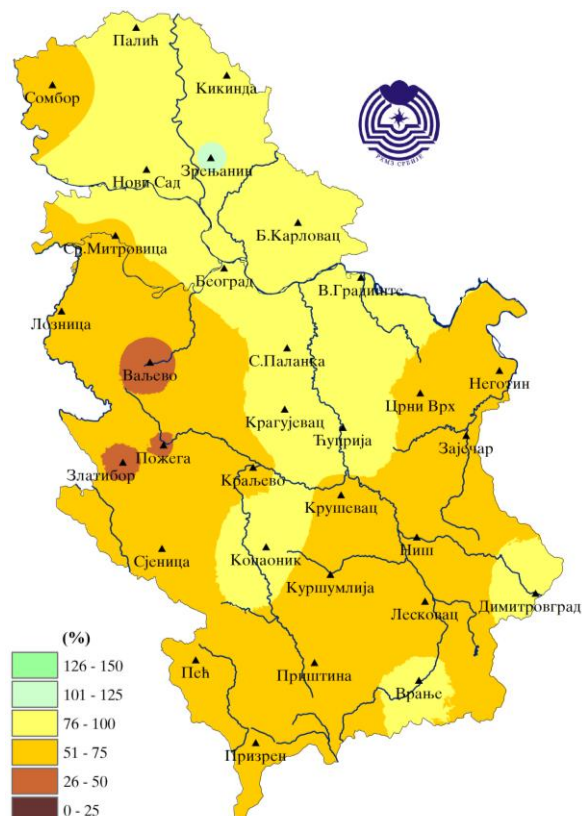 Палић
Кикинда
Сомбор
Зрењанин
Нови Сад
Б.Карловац
Ср.Митровица
Београд
В.Градиште
Лозница
С.Паланка
Ваљево
Неготин
Црни Врх
Крагујевац
Ћуприја
Зајечар
Пожега
Златибор
Краљево
Крушевац
Ниш
Сјеница
Копаоник
Куршумлија
Димитровград
Лесковац
Пећ
Приштина
Врање
Призрен
(%)
126 - 150
101 - 125
76 - 100
51 - 75
26 - 50
0 - 25
РХМЗ СРБИЈЕ